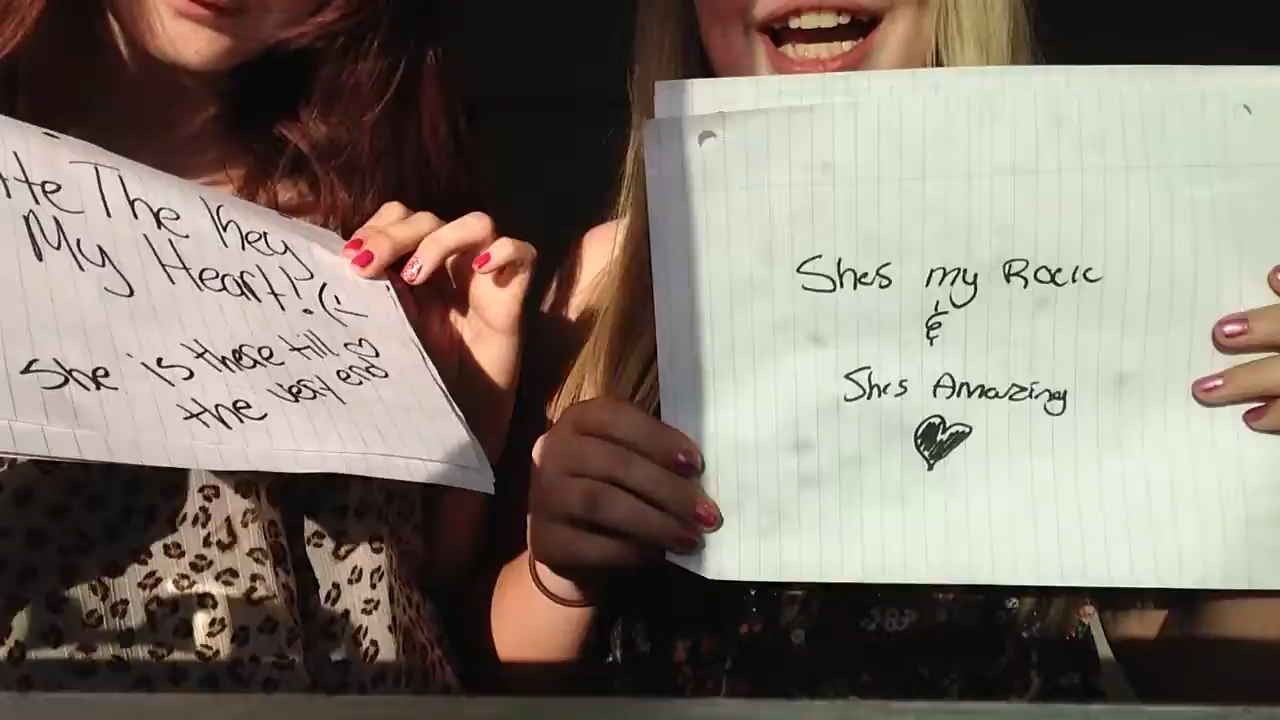 The Key
My Heart! (:
She is there till ♡
the very end
Shes my Rock
&
Shes Amazing
♥